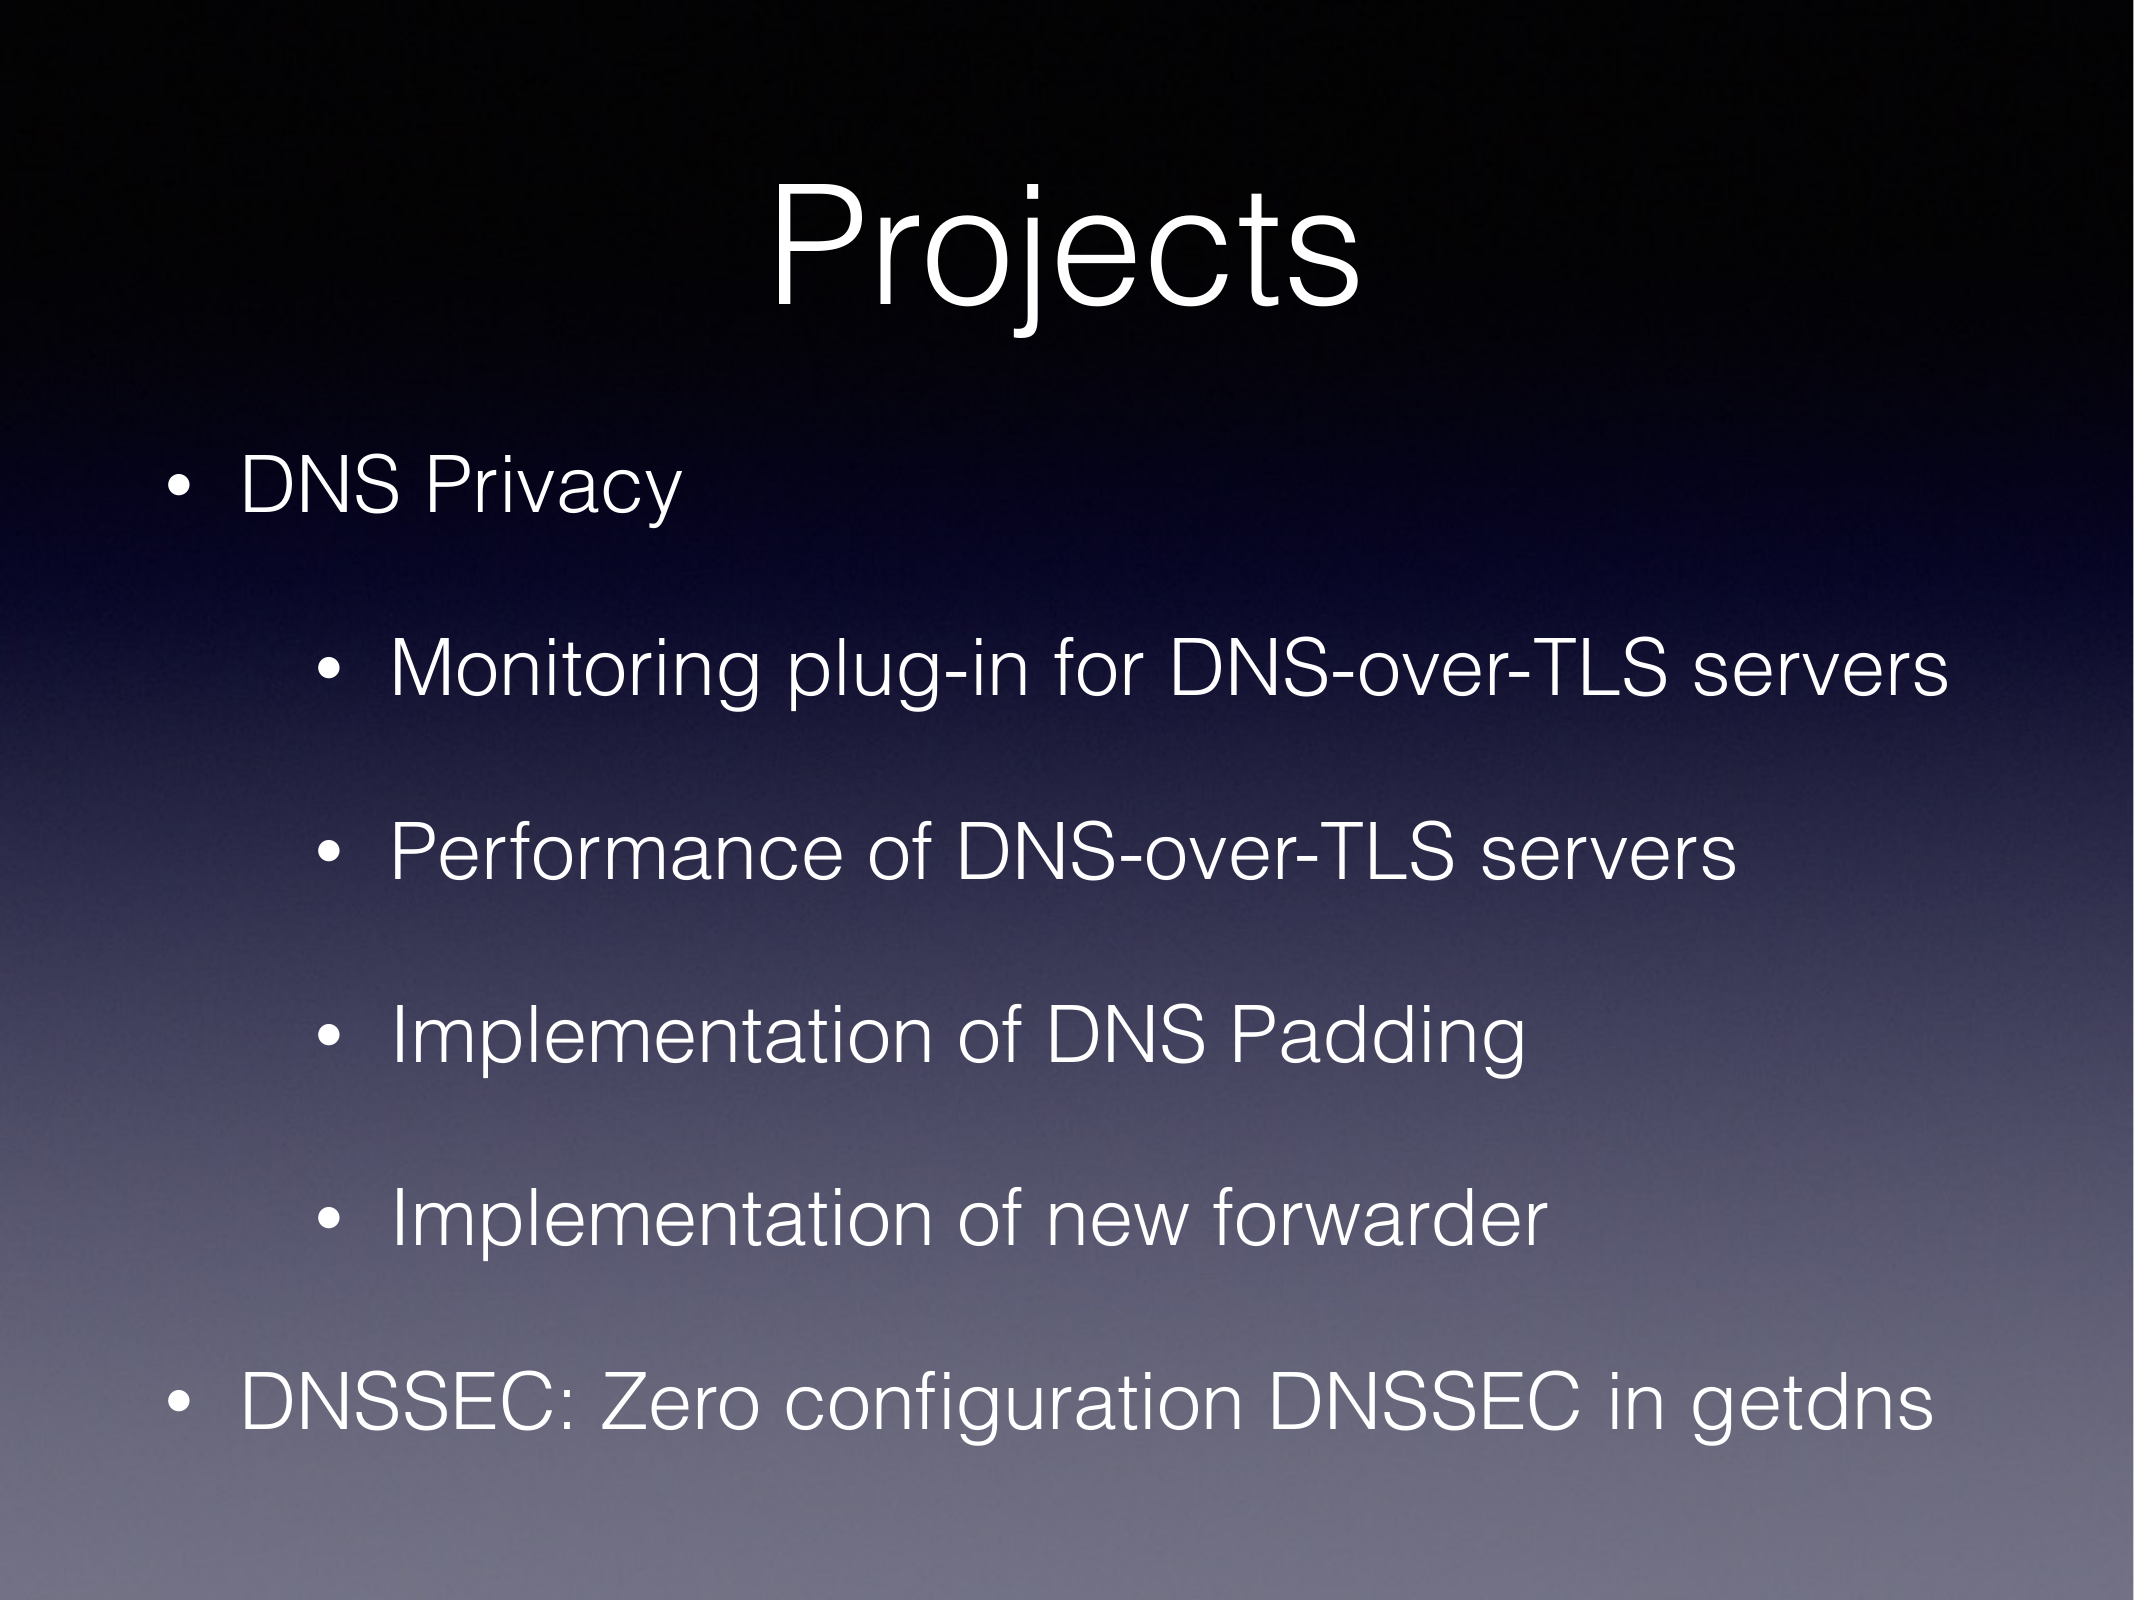 Projects
• DNS Privacy
• Monitoring plug-in for DNS-over-TLS servers
• Performance of DNS-over-TLS servers
• Implementation of DNS Padding
• Implementation of new forwarder
• DNSSEC: Zero configuration DNSSEC in getdns